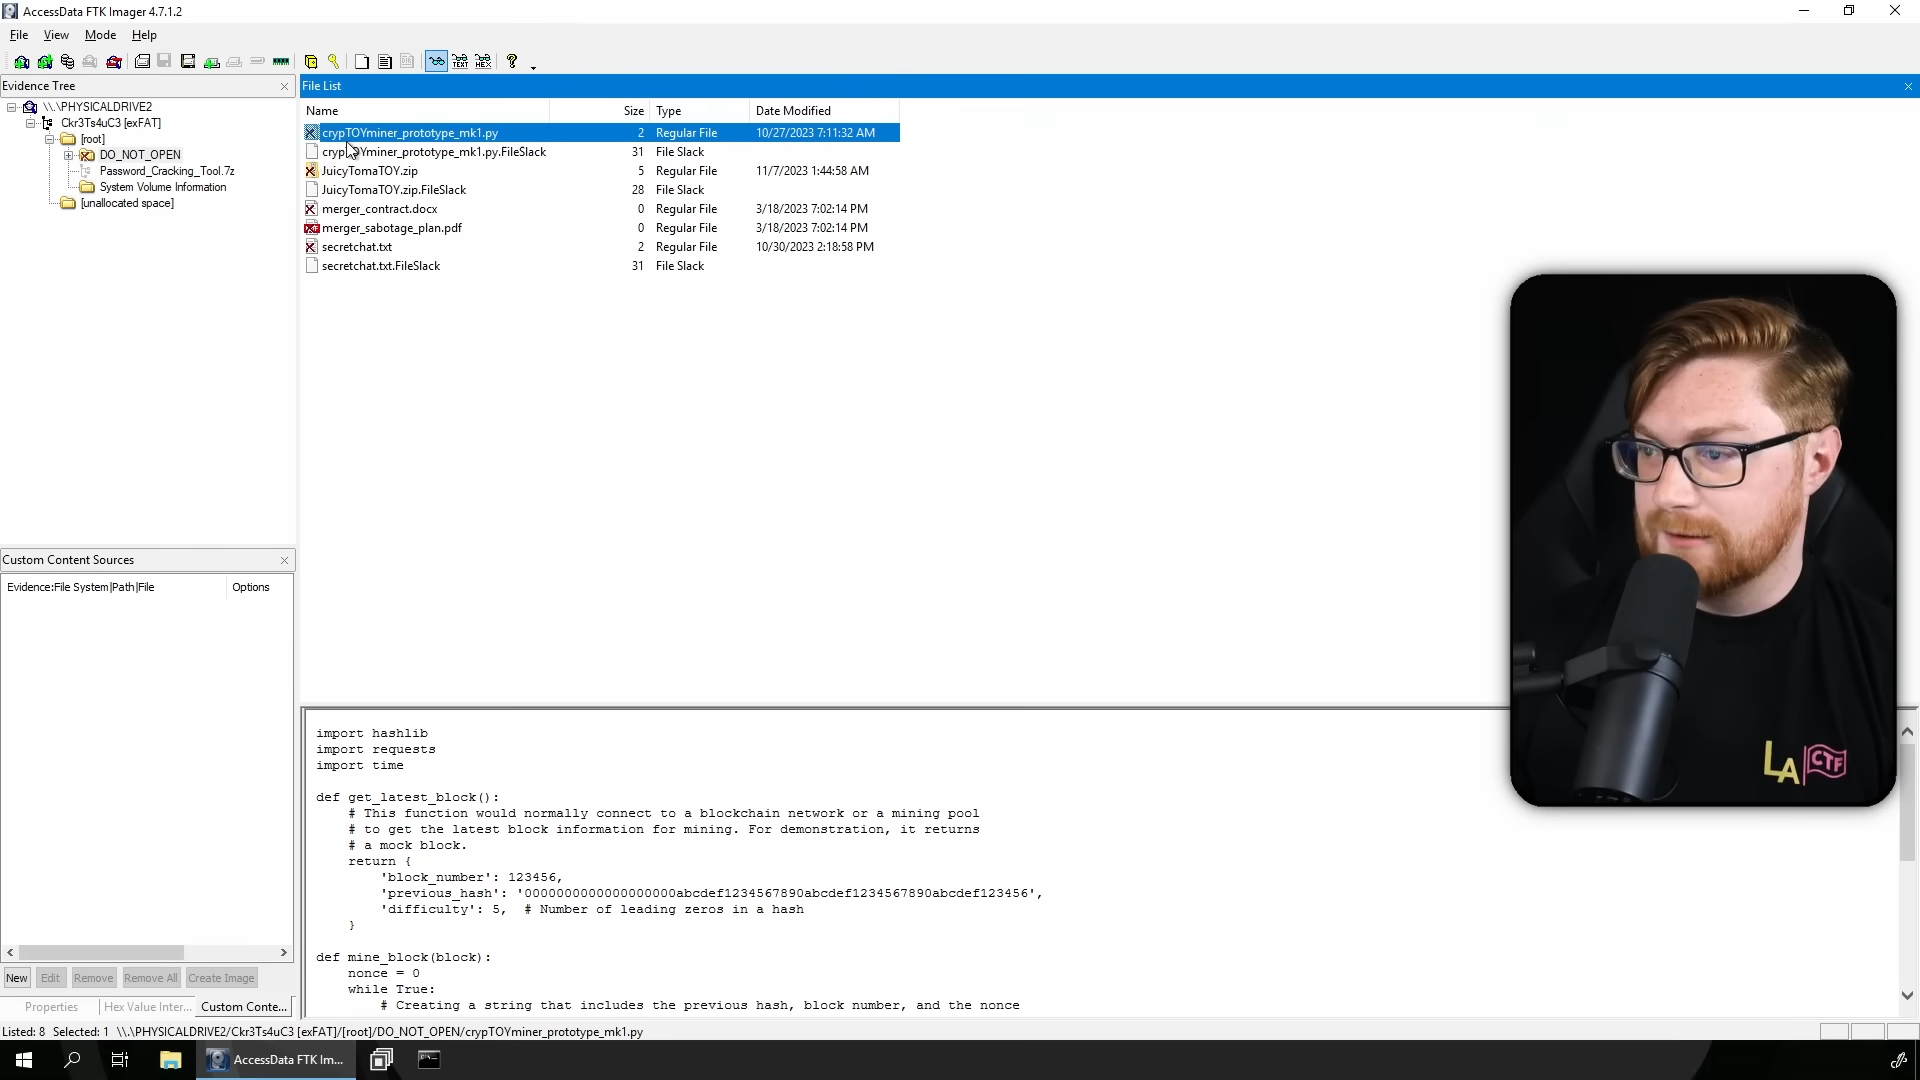 AccessData FTK Imager 4.7.1.2
File View Mode Help
Evidence Tree
\\.\PHYSICALDRIVE2
Ckr3Ts4uC3 [exFAT]
[root]
DO_NOT_OPEN
Password_Cracking_Tool.7z
System Volume Information
[unallocated space]
File List
Name Size Type Date Modified
crypTOYminer_prototype_mk1.py 2 Regular File 10/27/2023 7:11:32 AM
crypTOYminer_prototype_mk1.py.FileSlack 31 File Slack
JuicyTomaTOY.zip 5 Regular File 11/7/2023 1:44:58 AM
JuicyTomaTOY.zip.FileSlack 28 File Slack
merger_contract.docx 0 Regular File 3/18/2023 7:02:14 PM
merger_sabotage_plan.pdf 0 Regular File 3/18/2023 7:02:14 PM
secretchat.txt 2 Regular File 10/30/2023 2:18:58 PM
secretchat.txt.FileSlack 31 File Slack
Custom Content Sources
Evidence:File System|Path|File Options
New Edit Remove Remove All Create Image
Properties Hex Value Inter... Custom Conte...
import hashlib
import requests
import time
def get_latest_block():
# This function would normally connect to a blockchain network or a mining pool
# to get the latest block information for mining. For demonstration, it returns
# a mock block.
return {
'block_number': 123456,
'previous_hash': '0000000000000000000abcdef1234567890abcdef1234567890abcdef123456',
'difficulty': 5,  # Number of leading zeros in a hash
}
def mine_block(block):
nonce = 0
while True:
# Creating a string that includes the previous hash, block number, and the nonce
LA CTF
Listed: 8 Selected: 1 \\.\PHYSICALDRIVE2/Ckr3Ts4uC3 [exFAT]/[root]/DO_NOT_OPEN/crypTOYminer_prototype_mk1.py
AccessData FTK Im...